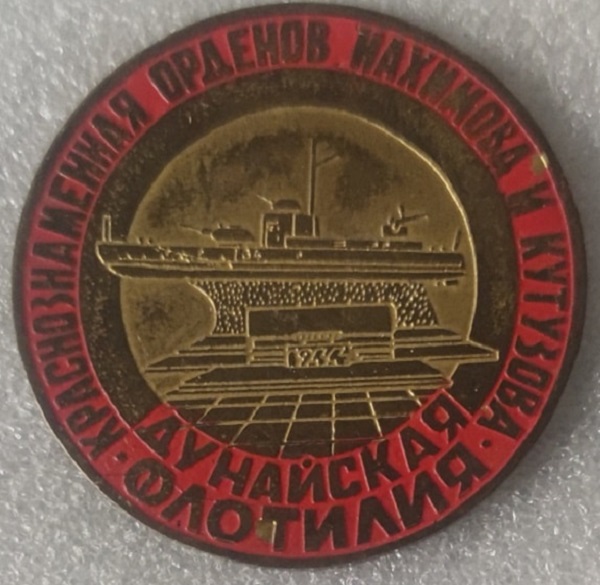 КРАСНОЗНАМЕННАЯ ОРДЕНОВ НАХИМОВА И КУТУЗОВА
ДУНАЙСКАЯ
ФЛОТИЛИЯ
1944